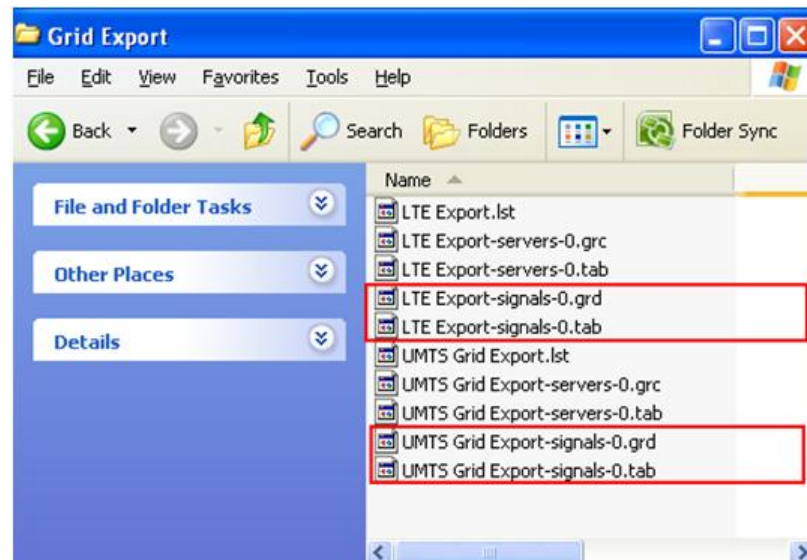 Grid Export
File Edit View Favorites Tools Help
Back Search Folders Folder Sync
File and Folder Tasks
Other Places
Details
Name
LTE Export.lst
LTE Export-servers-0.grc
LTE Export-servers-0.tab
LTE Export-signals-0.grd
LTE Export-signals-0.tab
UMTS Grid Export.lst
UMTS Grid Export-servers-0.grc
UMTS Grid Export-servers-0.tab
UMTS Grid Export-signals-0.grd
UMTS Grid Export-signals-0.tab